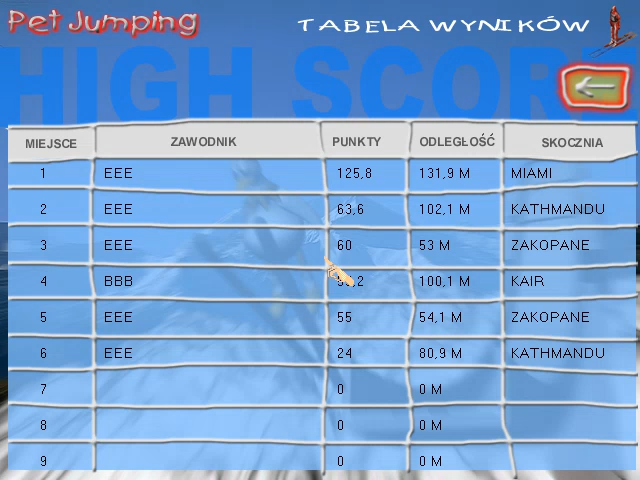 Pet Jumping
TABELA WYNIKÓW
HIGH SCORE
MIEJSCE ZAWODNIK PUNKTY ODLEGŁOŚĆ SKOCZNIA
1 EEE 125,8 131,9 M MIAMI
2 EEE 63,6 102,1 M KATHMANDU
3 EEE 60 53 M ZAKOPANE
4 BBB 100,1 M KAIR
5 EEE 55 54,1 M ZAKOPANE
6 EEE 24 80,9 M KATHMANDU
7 0 0 M
8 0 0 M
9 0 0 M